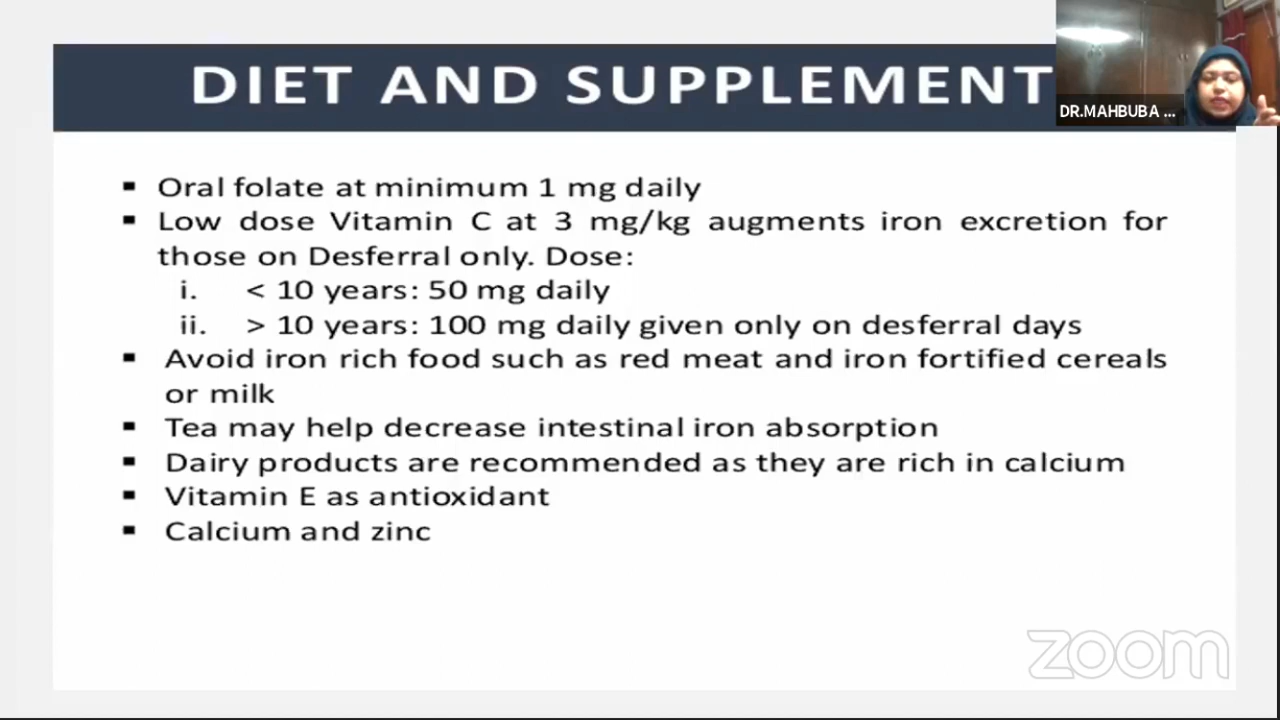 DIET AND SUPPLEMENT
DR.MAHBUBA ...
▪ Oral folate at minimum 1 mg daily
▪ Low dose Vitamin C at 3 mg/kg augments iron excretion for
those on Desferral only. Dose:
i. < 10 years: 50 mg daily
ii. > 10 years: 100 mg daily given only on desferral days
▪ Avoid iron rich food such as red meat and iron fortified cereals
or milk
▪ Tea may help decrease intestinal iron absorption
▪ Dairy products are recommended as they are rich in calcium
▪ Vitamin E as antioxidant
▪ Calcium and zinc
zoom